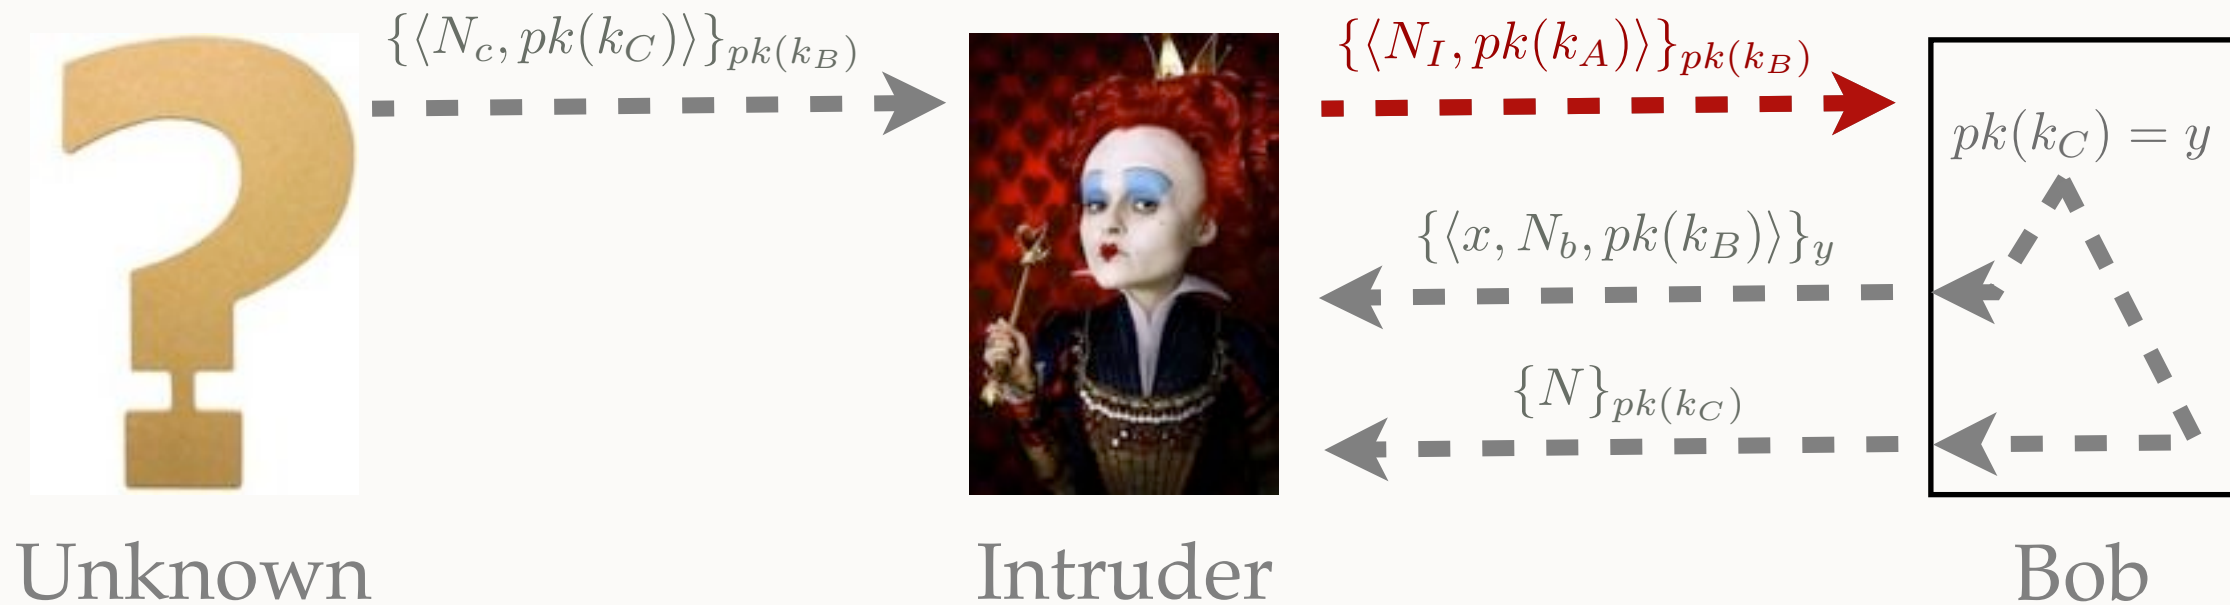 {⟨N_c, pk(k_C)⟩}_{pk(k_B)}
{⟨N_I, pk(k_A)⟩}_{pk(k_B)}
pk(k_C) = y
{⟨x, N_b, pk(k_B)⟩}_y
{N}_{pk(k_C)}
Unknown
Intruder
Bob